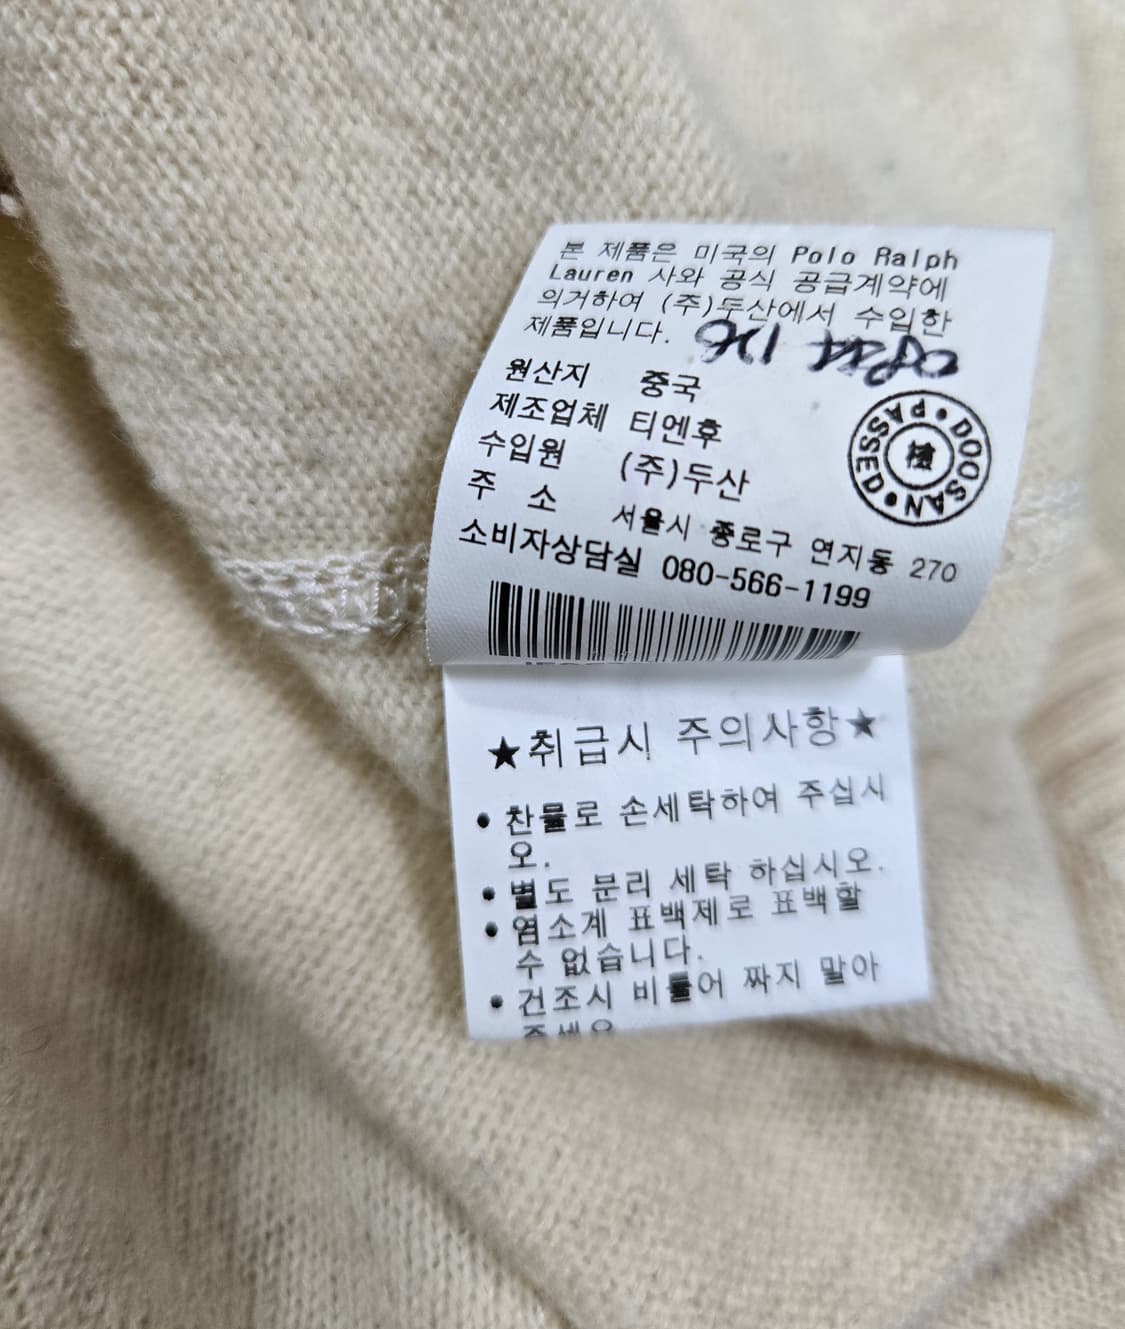 본 제품은 미국의 Polo Ralph
Lauren 사와 공식 공급계약에
의거하여 (주)두산에서 수입한
제품입니다.
원산지 중국
제조업체 티엔후
수입원 (주)두산
주 소 서울시 종로구 연지동 270
소비자상담실 080-566-1199
DOOSAN • PASSED •
檢
★취급시 주의사항★
• 찬물로 손세탁하여 주십시
오.
• 별도 분리 세탁 하십시오.
• 염소계 표백제로 표백할
수 없습니다.
• 건조시 비틀어 짜지 말아
주세요